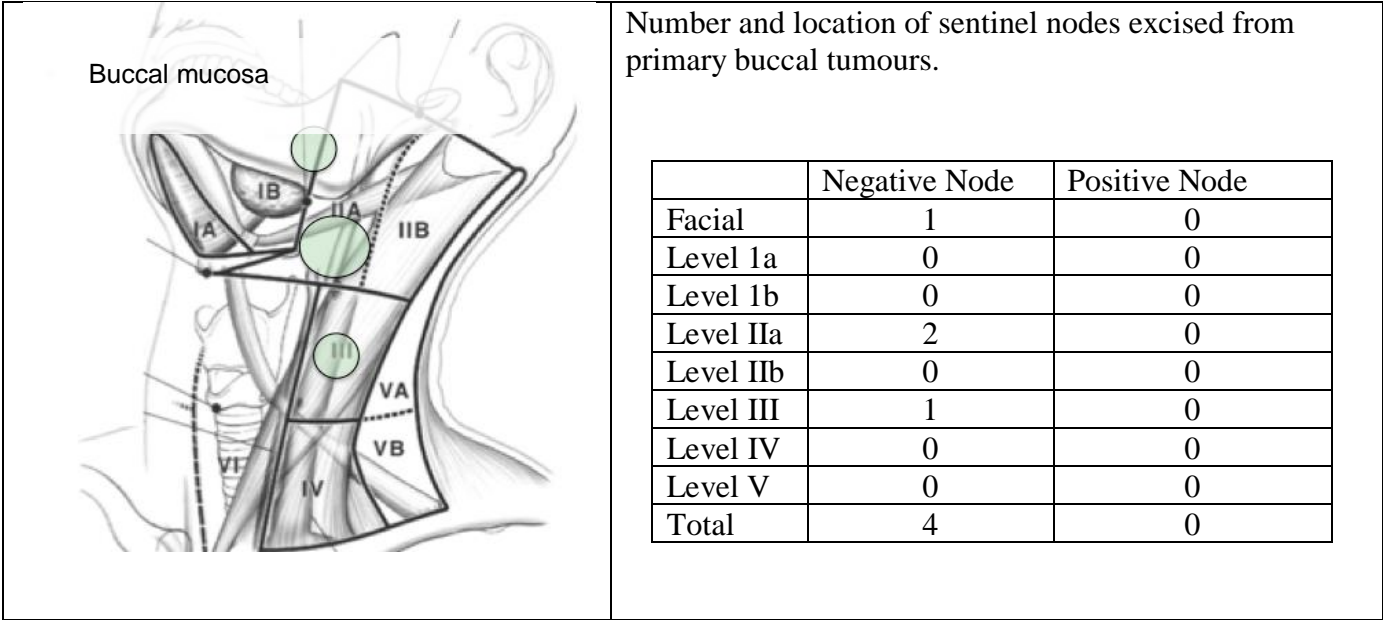 Buccal mucosa
IB
IA
IIA
IIB
III
VA
VB
VI
IV
Number and location of sentinel nodes excised from
primary buccal tumours.
Negative Node Positive Node
Facial 1 0
Level 1a 0 0
Level 1b 0 0
Level IIa 2 0
Level IIb 0 0
Level III 1 0
Level IV 0 0
Level V 0 0
Total 4 0